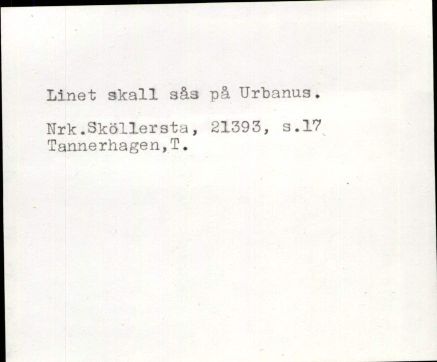 Linet skall sås på Urbanus.
Nrk.Sköllersta, 21393, s.17
Tannerhagen,T.